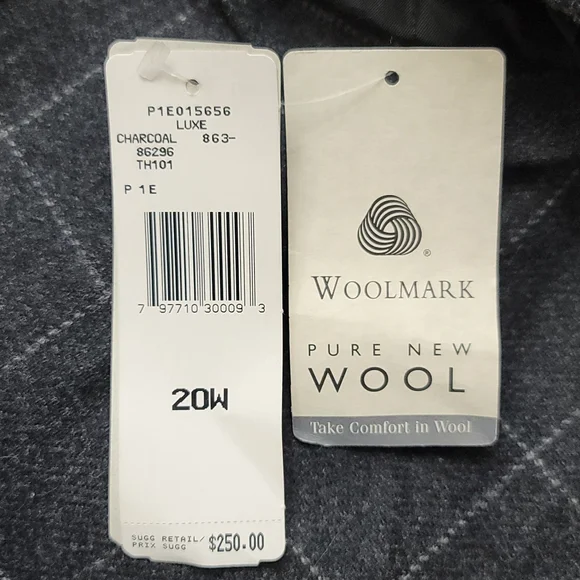 P1E015656
LUXE
CHARCOAL 863-
86296
TH101
P 1E
7 97710 30009 3
20W
SUGG RETAIL/
PRIX SUGG $250.00
®
WOOLMARK
PURE NEW
WOOL
Take Comfort in Wool